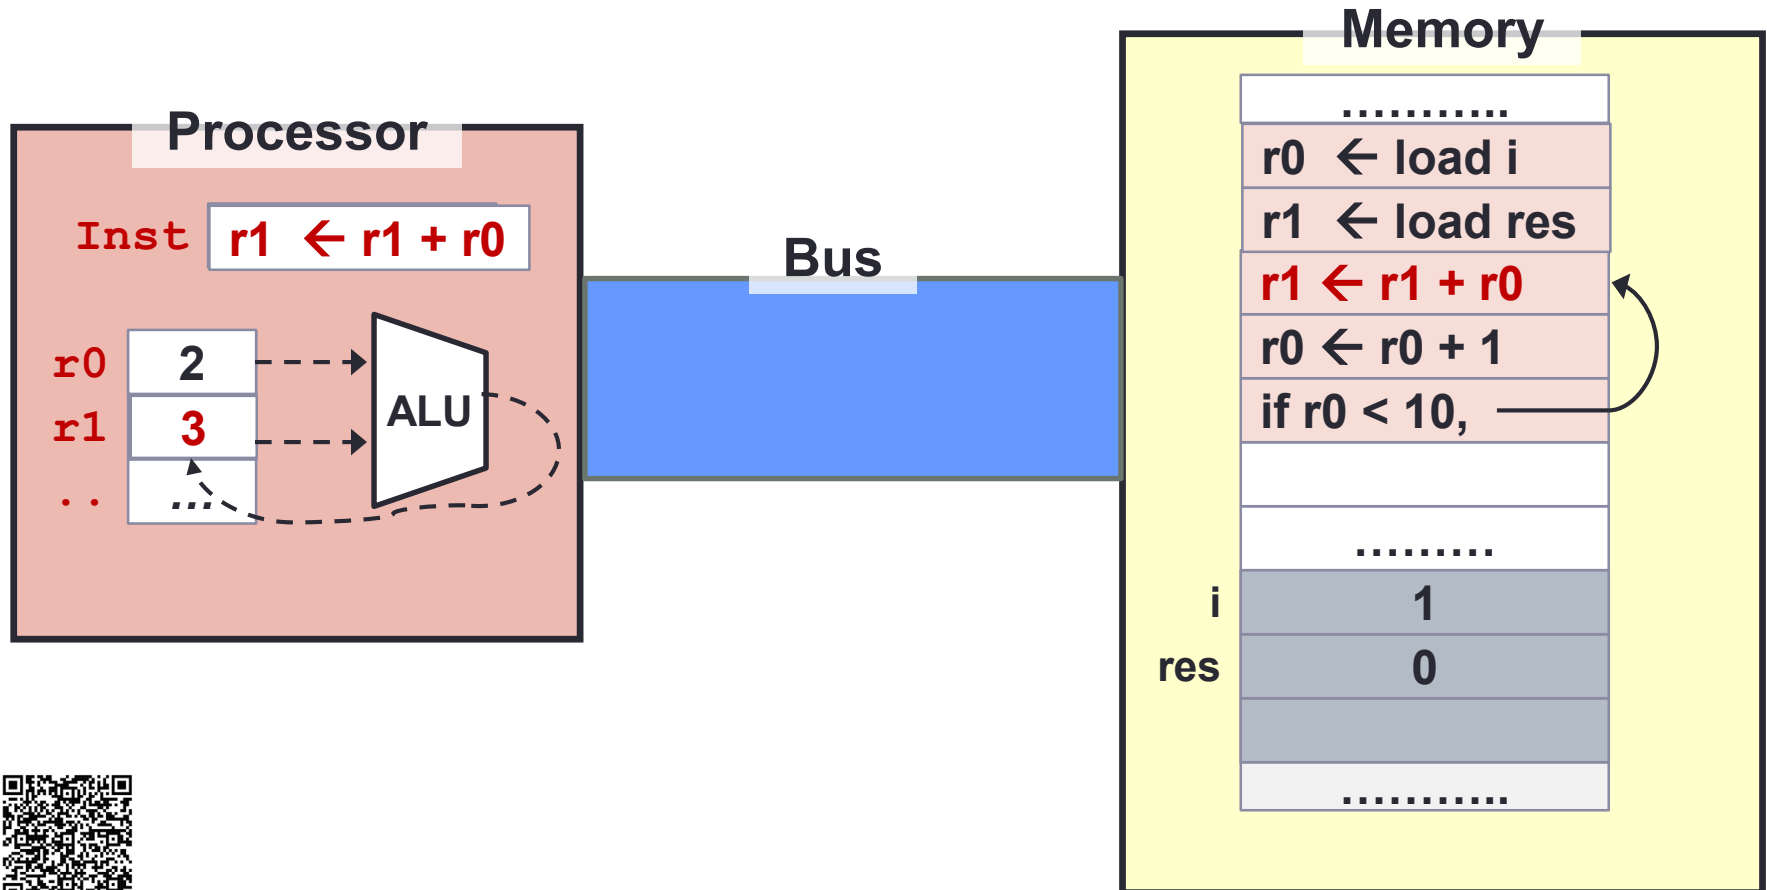 Processor
Inst
r1 ← r1 + r0
r0
2
r1
3
..
...
ALU
Bus
Memory
...........
r0 ← load i
r1 ← load res
r1 ← r1 + r0
r0 ← r0 + 1
if r0 < 10,
.........
i
1
res
0
...........